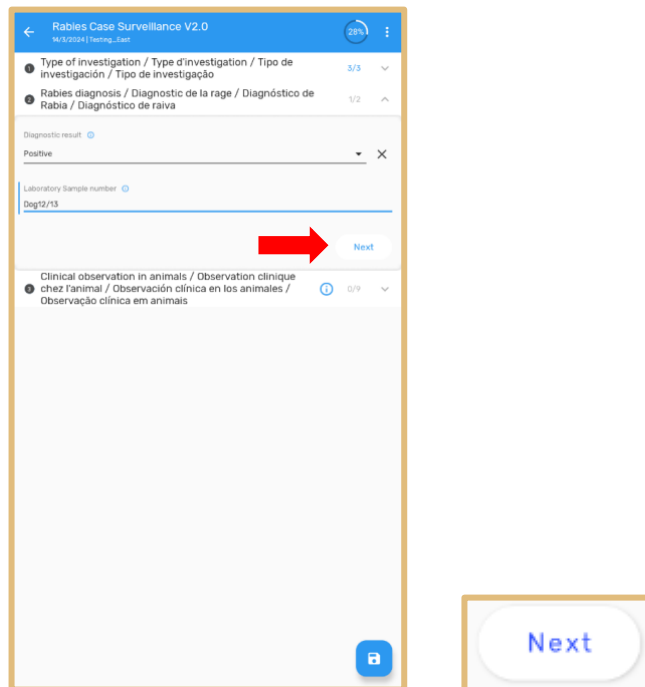 Rabies Case Surveillance V2.0
14/3/2024 | Testing_East
28%
1 Type of investigation / Type d'investigation / Tipo de
investigación / Tipo de investigação
3/3
2 Rabies diagnosis / Diagnostic de la rage / Diagnóstico de
Rabia / Diagnóstico de raiva
1/2
Diagnostic result
Positive
Laboratory Sample number
Dog12/13
Next
3 Clinical observation in animals / Observation clinique
chez l'animal / Observación clínica en los animales /
Observação clínica em animais
0/9
Next